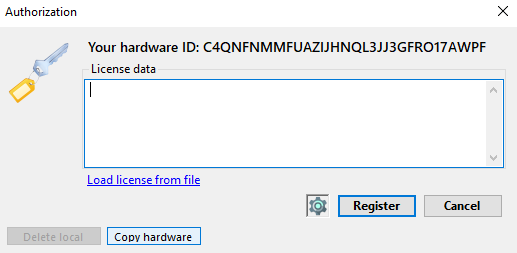 Authorization
Your hardware ID: C4QNFNMMFUAZIJHNQL3JJ3GFRO17AWPF
License data
Load license from file
Register
Cancel
Delete local
Copy hardware